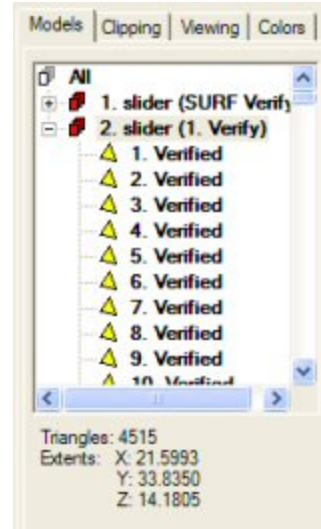 Models Clipping Viewing Colors
All
1. slider (SURF Verify
2. slider (1. Verify)
1. Verified
2. Verified
3. Verified
4. Verified
5. Verified
6. Verified
7. Verified
8. Verified
9. Verified
10. Verified
Triangles: 4515
Extents: X: 21.5993
Y: 33.8350
Z: 14.1805